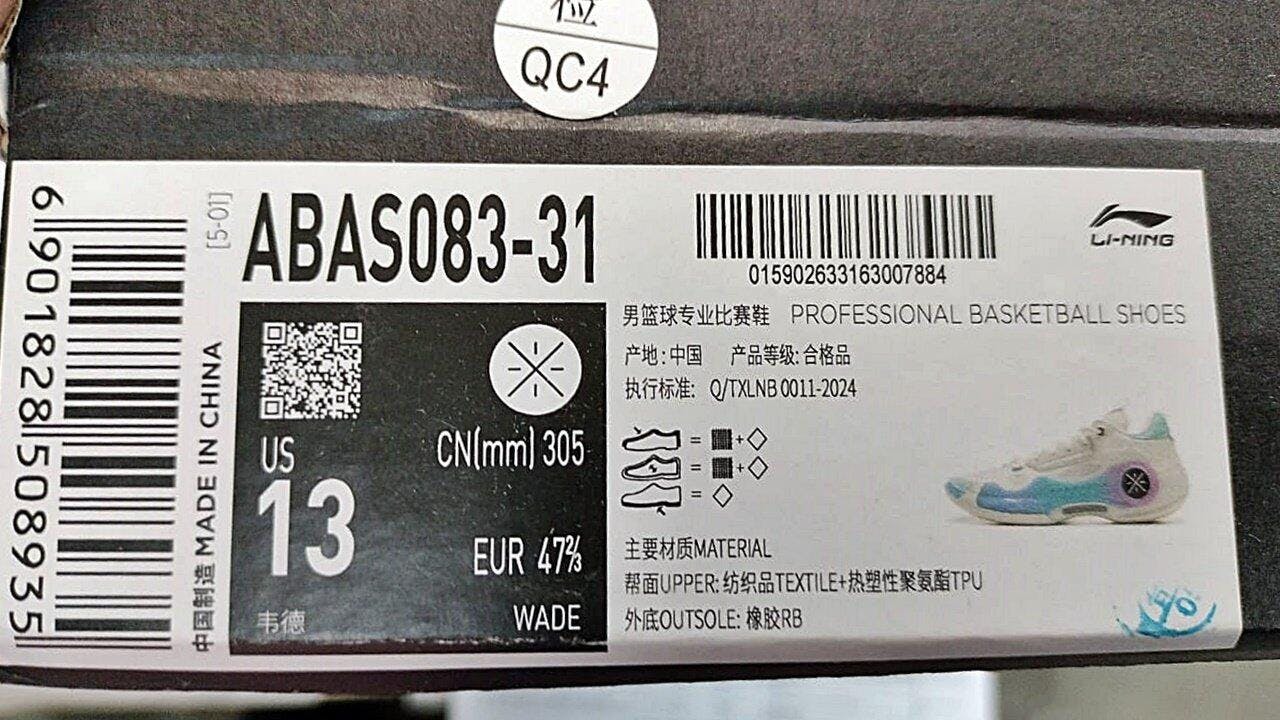 位
QC4
6901828508935
中国制造 MADE IN CHINA
[5-01]
ABAS083-31
US
13
CN(mm) 305
EUR 47⅔
韦德
WADE
015902633163007884
LI-NING
男篮球专业比赛鞋 PROFESSIONAL BASKETBALL SHOES
产地:中国 产品等级:合格品
执行标准: Q/TXLNB 0011-2024
= +
= +
=
主要材质MATERIAL
帮面UPPER: 纺织品TEXTILE+热塑性聚氨酯TPU
外底OUTSOLE: 橡胶RB